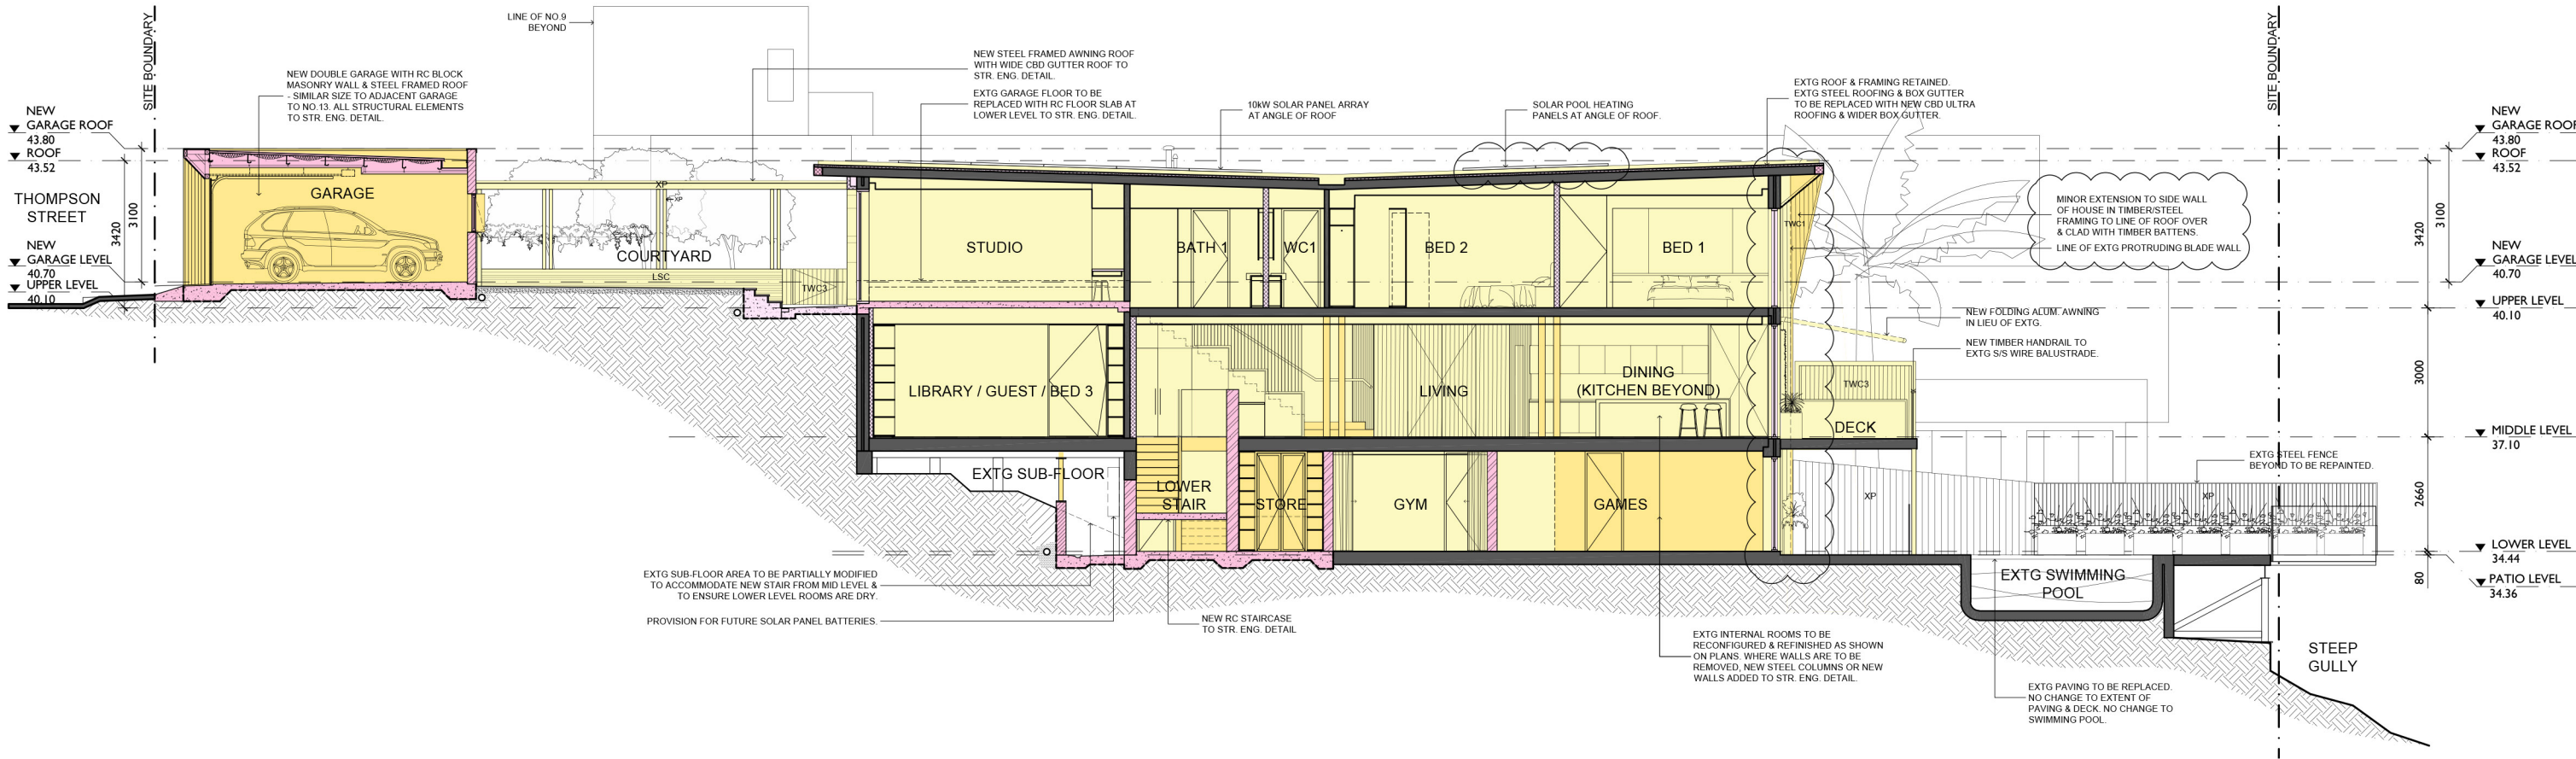 SITE BOUNDARY
LINE OF NO.9
BEYOND
NEW DOUBLE GARAGE WITH RC BLOCK
MASONRY WALL & STEEL FRAMED ROOF
- SIMILAR SIZE TO ADJACENT GARAGE
TO NO.13. ALL STRUCTURAL ELEMENTS
TO STR. ENG. DETAIL.
NEW STEEL FRAMED AWNING ROOF
WITH WIDE CBD GUTTER ROOF TO
STR. ENG. DETAIL.
EXTG GARAGE FLOOR TO BE
REPLACED WITH RC FLOOR SLAB AT
LOWER LEVEL TO STR. ENG. DETAIL.
10kW SOLAR PANEL ARRAY
AT ANGLE OF ROOF
SOLAR POOL HEATING
PANELS AT ANGLE OF ROOF.
EXTG ROOF & FRAMING RETAINED.
EXTG STEEL ROOFING & BOX GUTTER
TO BE REPLACED WITH NEW CBD ULTRA
ROOFING & WIDER BOX GUTTER.
SITE BOUNDARY
NEW
GARAGE ROOF
43.80
ROOF
43.52
THOMPSON
STREET
3420
3100
NEW
GARAGE LEVEL
40.70
UPPER LEVEL
40.10
GARAGE
XP
XP
COURTYARD
LSC
TWC3
STUDIO
BATH 1
WC1
BED 2
BED 1
TWC1
MINOR EXTENSION TO SIDE WALL
OF HOUSE IN TIMBER/STEEL
FRAMING TO LINE OF ROOF OVER
& CLAD WITH TIMBER BATTENS.
LINE OF EXTG PROTRUDING BLADE WALL
NEW FOLDING ALUM. AWNING
IN LIEU OF EXTG.
NEW TIMBER HANDRAIL TO
EXTG S/S WIRE BALUSTRADE.
LIBRARY / GUEST / BED 3
LIVING
DINING
(KITCHEN BEYOND)
TWC3
DECK
EXTG SUB-FLOOR
LOWER
STAIR
STORE
GYM
GAMES
XP
XP
EXTG STEEL FENCE
BEYOND TO BE REPAINTED.
EXTG SWIMMING
POOL
STEEP
GULLY
EXTG SUB-FLOOR AREA TO BE PARTIALLY MODIFIED
TO ACCOMMODATE NEW STAIR FROM MID LEVEL &
TO ENSURE LOWER LEVEL ROOMS ARE DRY.
PROVISION FOR FUTURE SOLAR PANEL BATTERIES.
NEW RC STAIRCASE
TO STR. ENG. DETAIL
EXTG INTERNAL ROOMS TO BE
RECONFIGURED & REFINISHED AS SHOWN
ON PLANS. WHERE WALLS ARE TO BE
REMOVED, NEW STEEL COLUMNS OR NEW
WALLS ADDED TO STR. ENG. DETAIL.
EXTG PAVING TO BE REPLACED.
NO CHANGE TO EXTENT OF
PAVING & DECK. NO CHANGE TO
SWIMMING POOL.
NEW
GARAGE ROOF
43.80
ROOF
43.52
3420
3100
NEW
GARAGE LEVEL
40.70
UPPER LEVEL
40.10
3000
MIDDLE LEVEL
37.10
2660
LOWER LEVEL
34.44
80
PATIO LEVEL
34.36